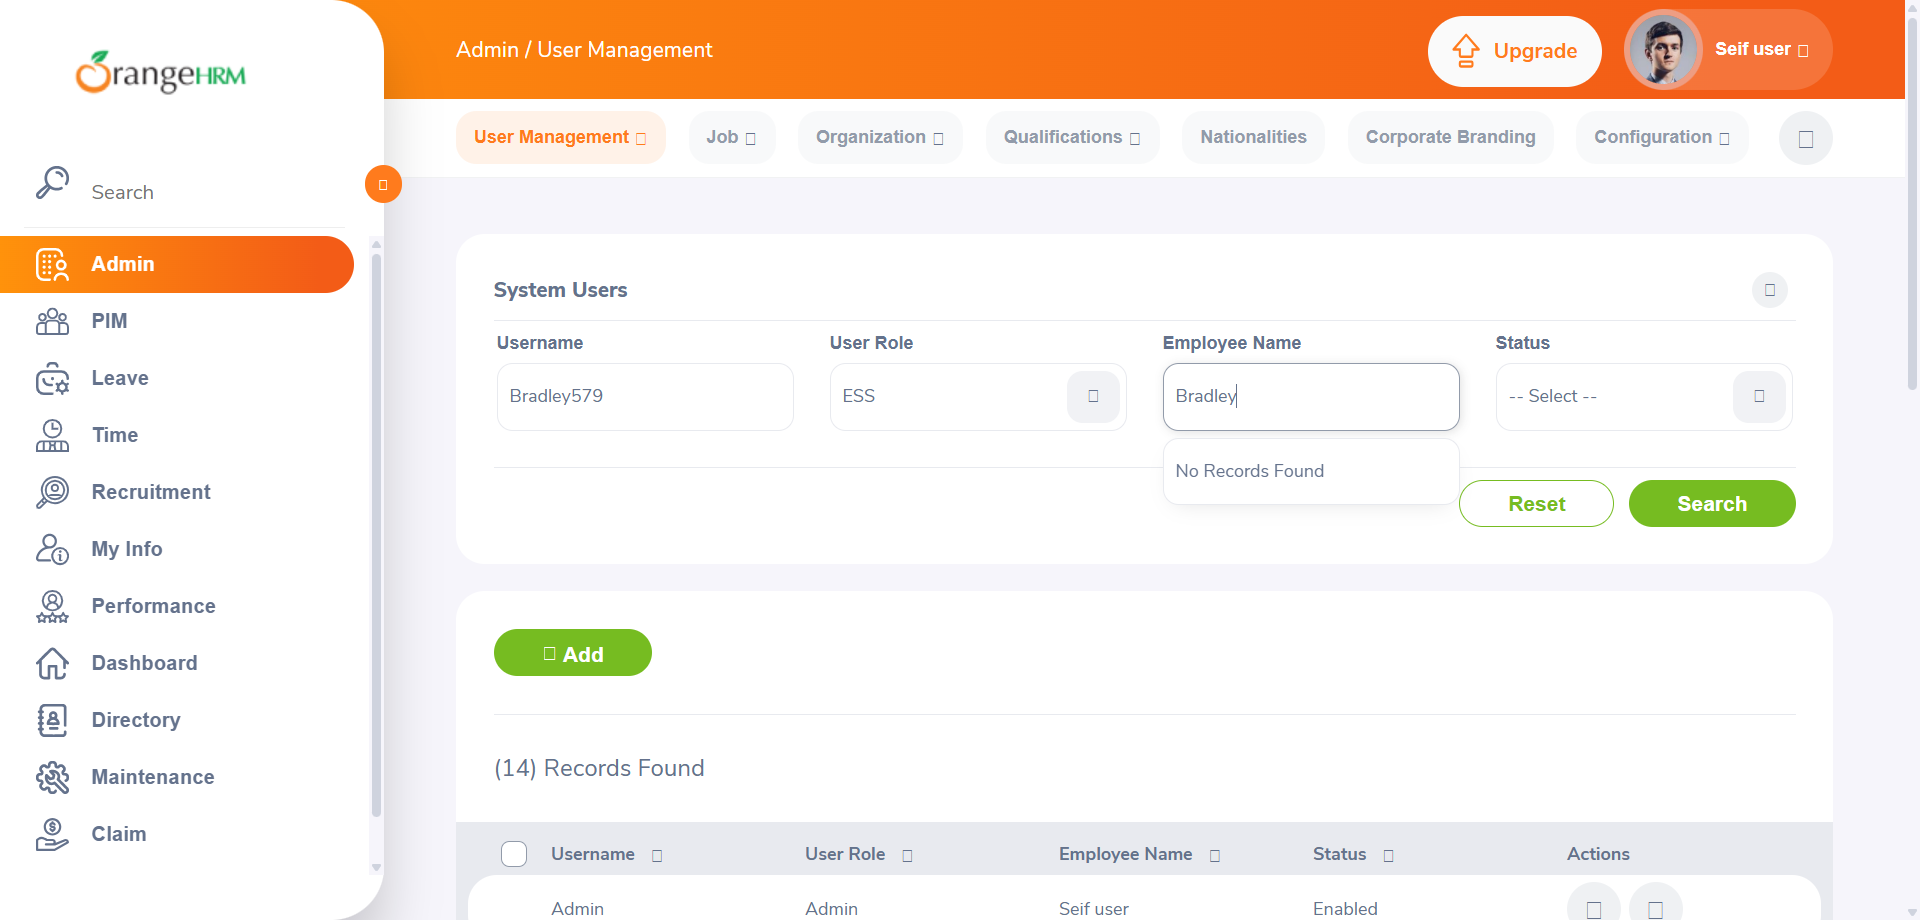 OrangeHRM
Search
Admin
PIM
Leave
Time
Recruitment
My Info
Performance
Dashboard
Directory
Maintenance
Claim
Admin / User Management
Upgrade
Seif user
User Management
Job
Organization
Qualifications
Nationalities
Corporate Branding
Configuration
System Users
Username
User Role
Employee Name
Status
Bradley579
ESS
Bradley
-- Select --
No Records Found
Reset
Search
Add
(14) Records Found
Username
User Role
Employee Name
Status
Actions
Admin
Admin
Seif user
Enabled